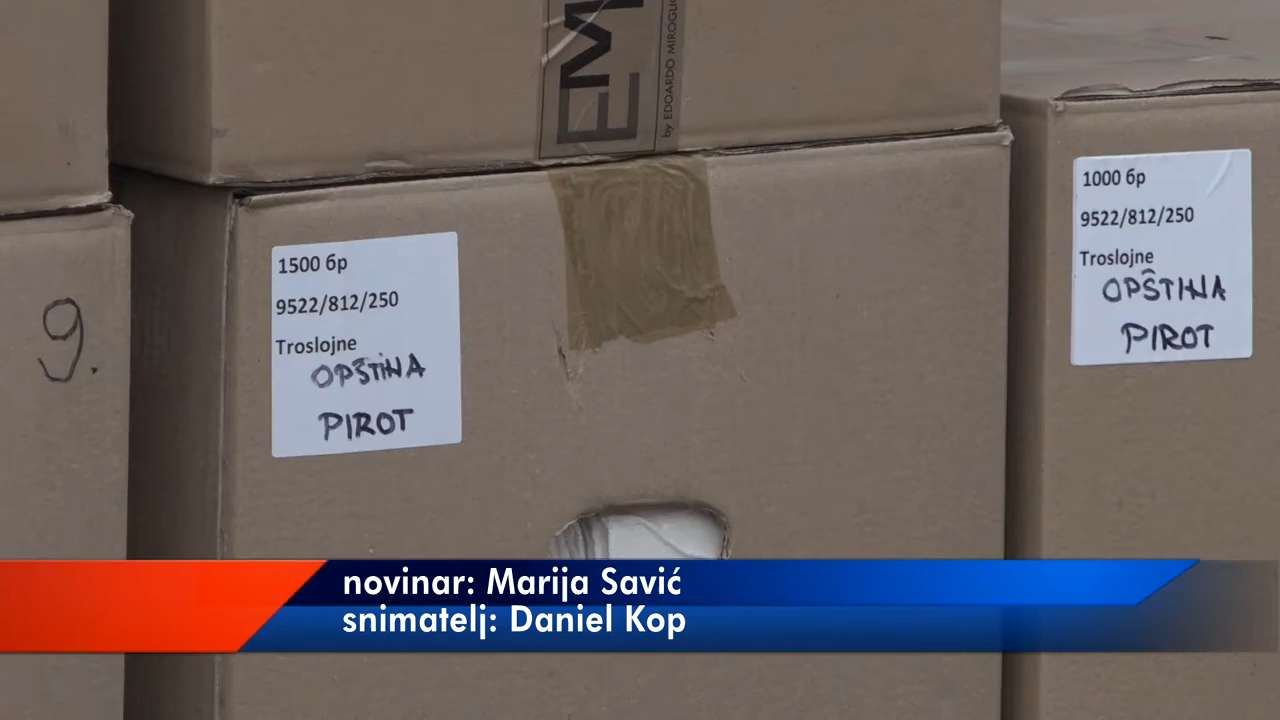 EM
by EDOARDO MIROGLIO
1500 бр
9522/812/250
Troslojne
OPŠTINA
PIROT
1000 бр
9522/812/250
Troslojne
OPŠTINA
PIROT
9.
novinar: Marija Savić
snimatelj: Daniel Kop